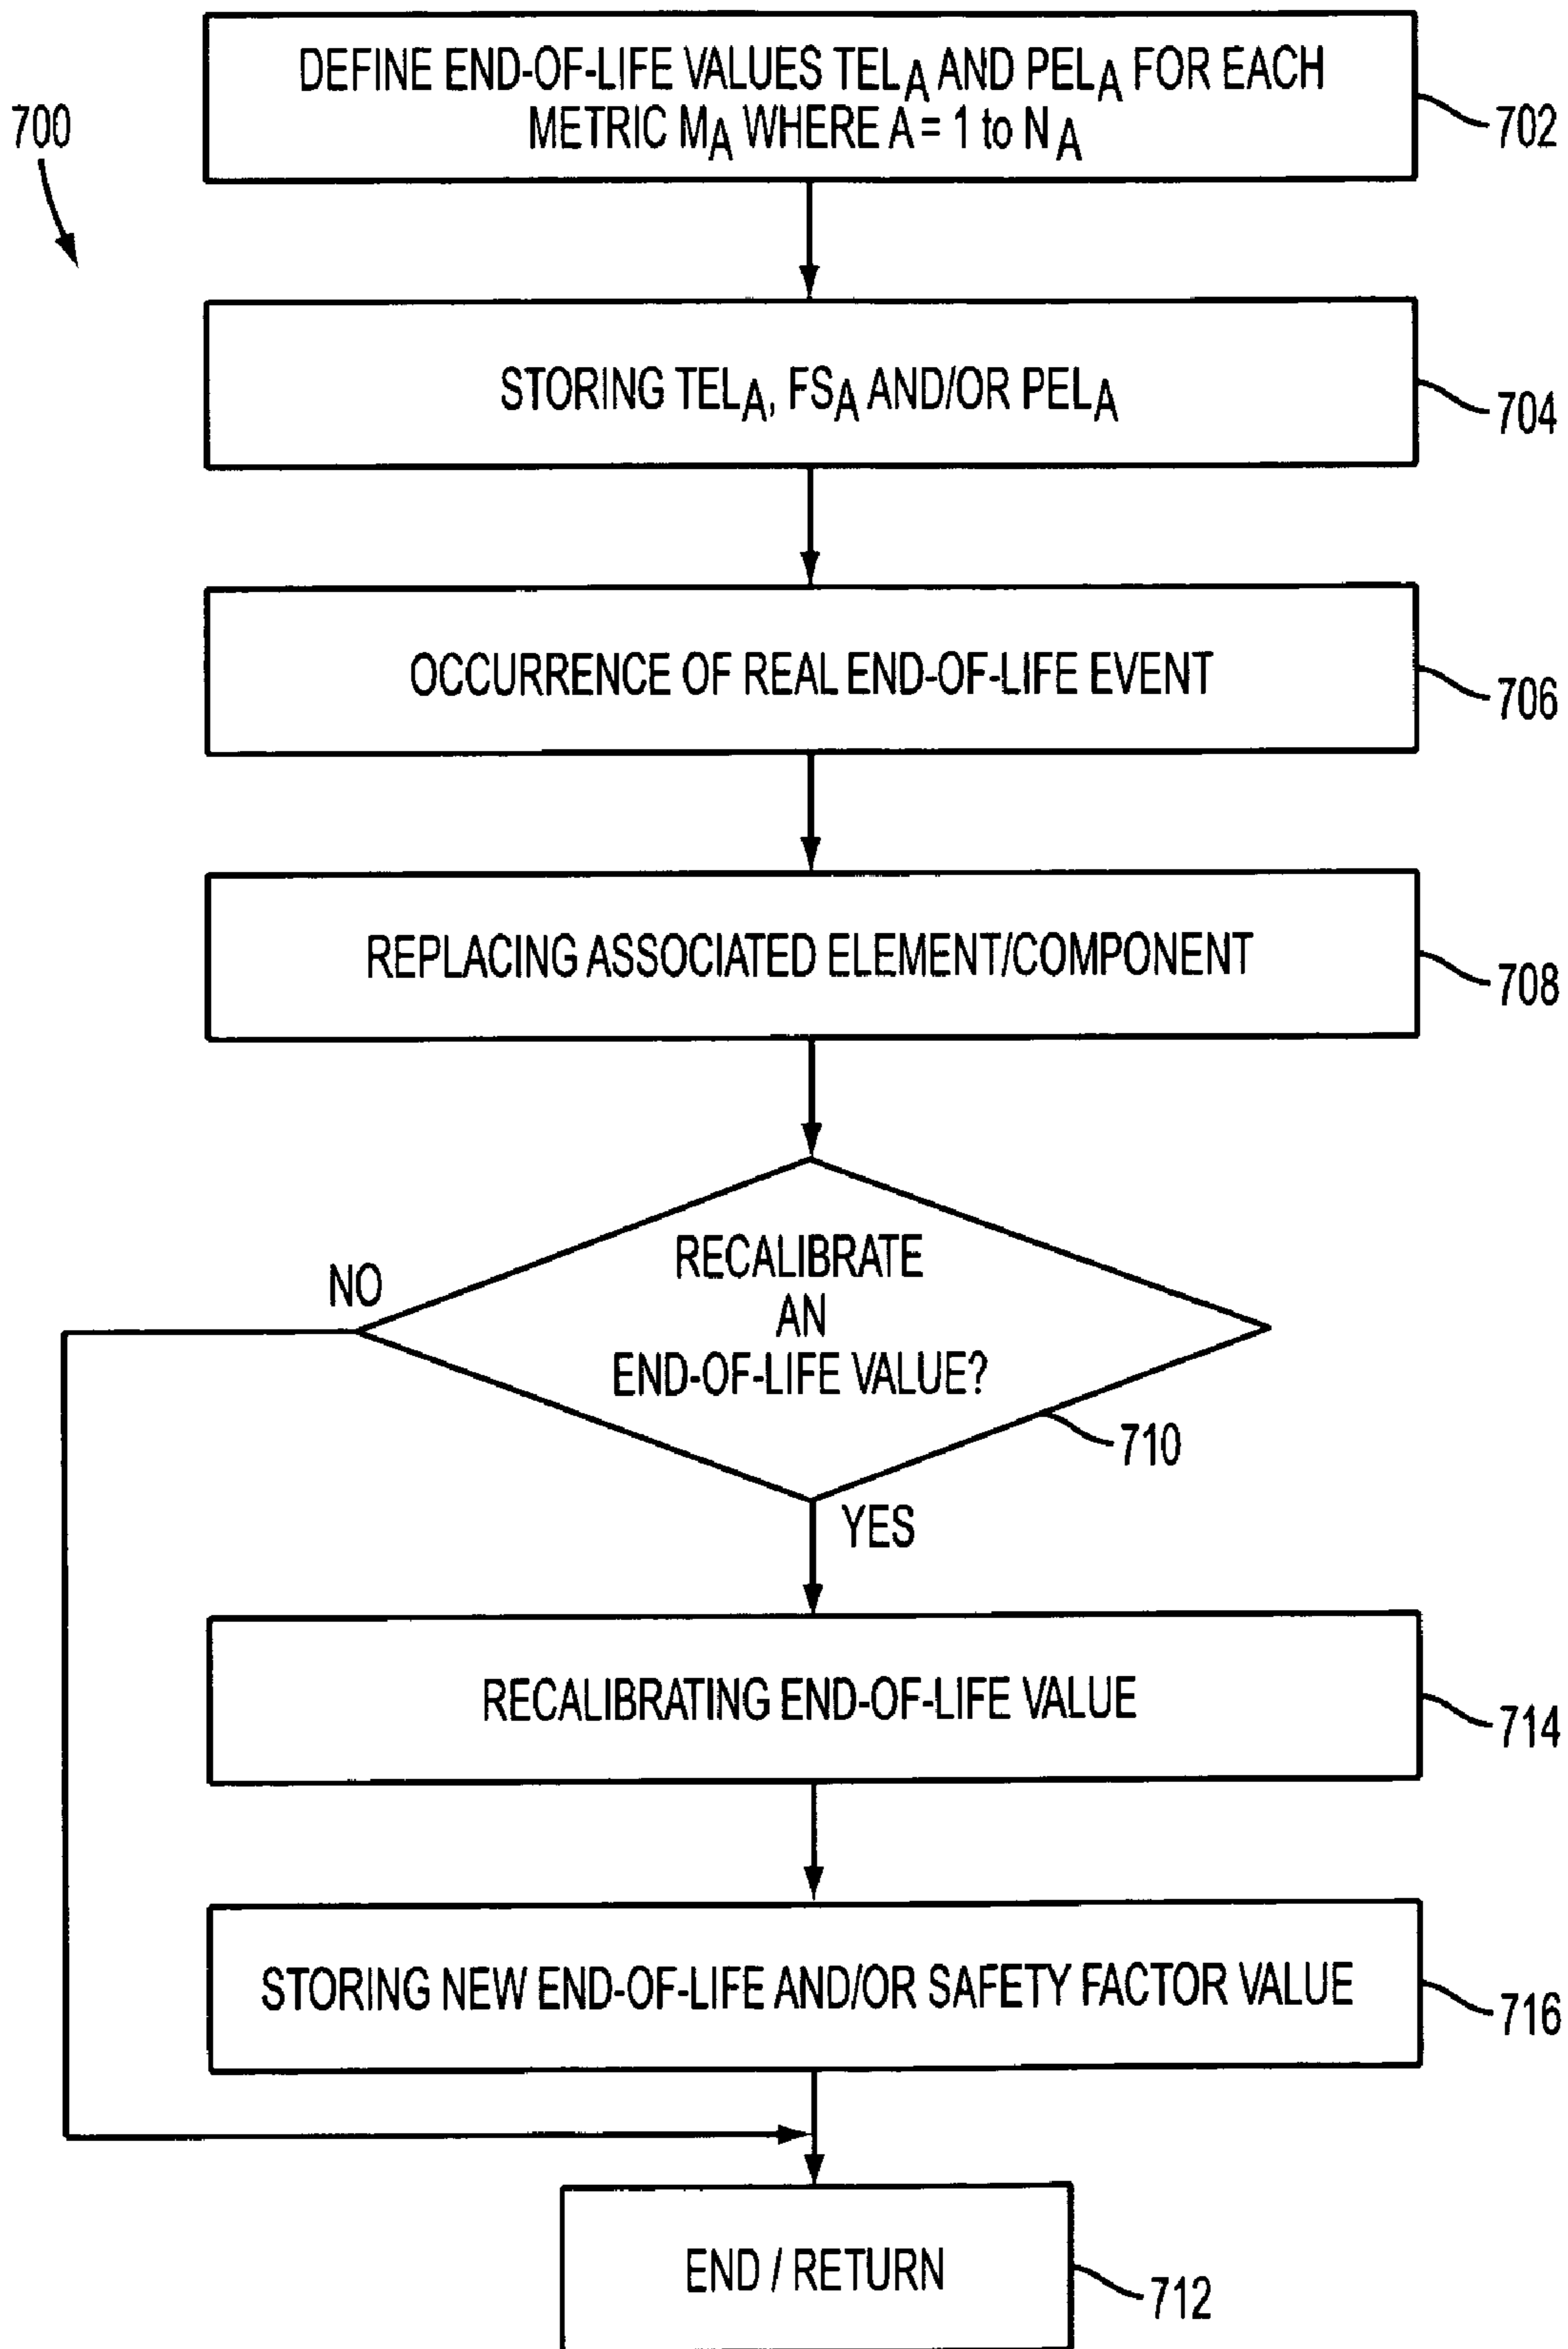 700
DEFINE END-OF-LIFE VALUES TELA AND PELA FOR EACH
METRIC MA WHERE A = 1 to NA
702
STORING TELA, FSA AND/OR PELA
704
OCCURRENCE OF REAL END-OF-LIFE EVENT
706
REPLACING ASSOCIATED ELEMENT/COMPONENT
708
RECALIBRATE
AN
END-OF-LIFE VALUE?
710
NO
YES
RECALIBRATING END-OF-LIFE VALUE
714
STORING NEW END-OF-LIFE AND/OR SAFETY FACTOR VALUE
716
END / RETURN
712